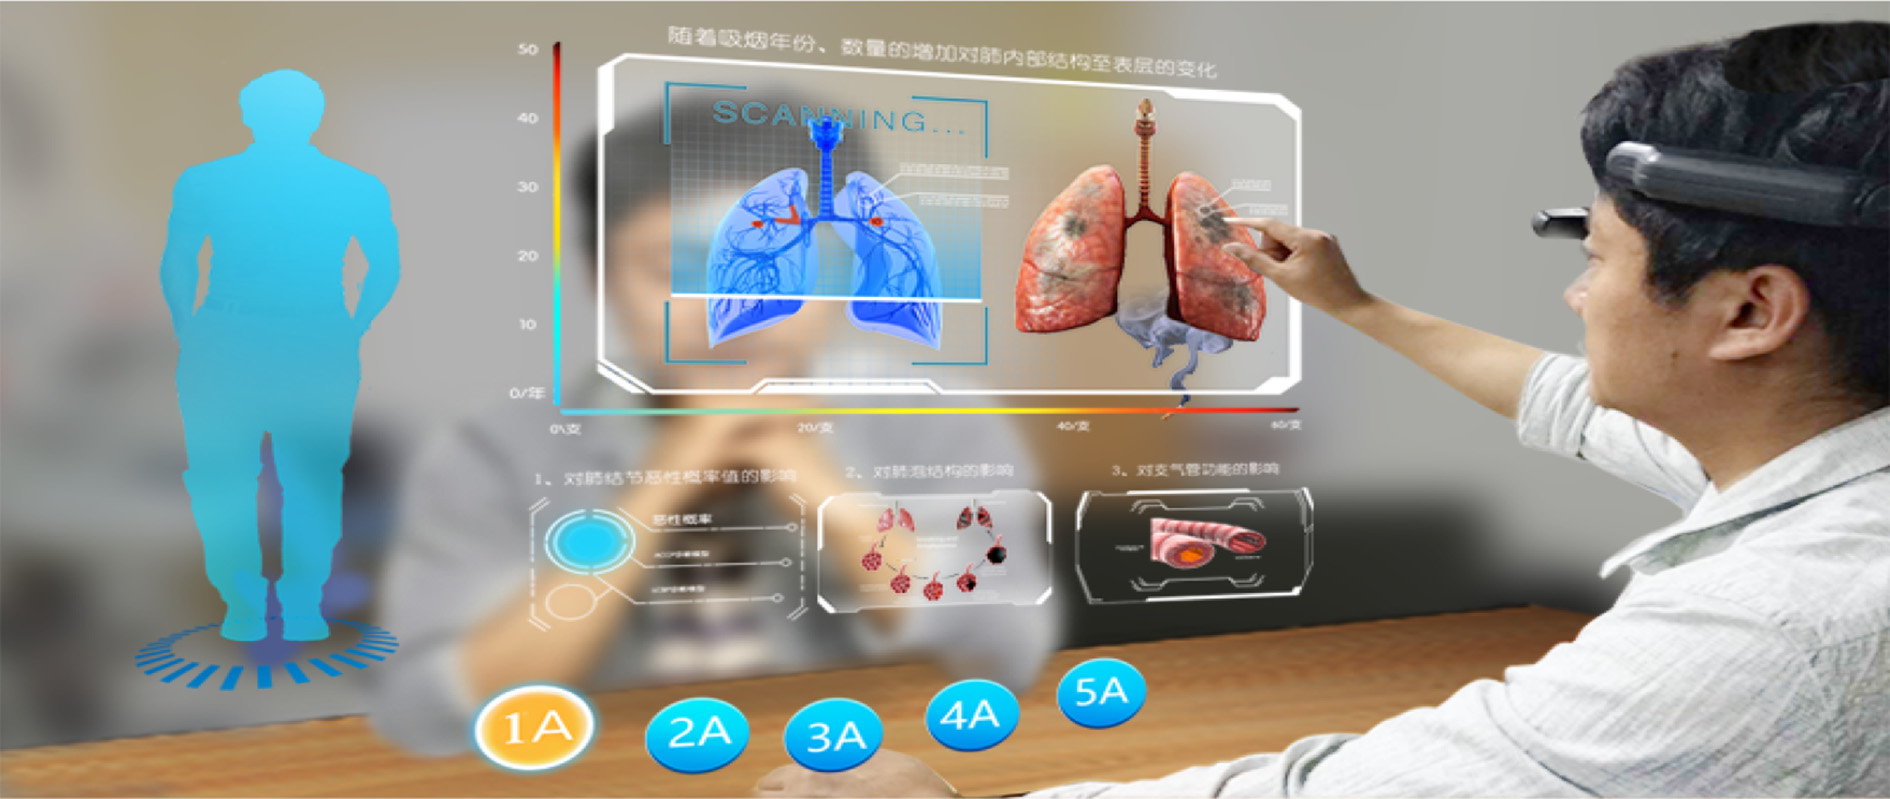 随着吸烟年份、数量的增加对肺内部结构至表层的变化
SCANNING...
50
40
30
20
10
0/年
0\支
20/支
40/支
60/支
1、对肺结节恶性概率值的影响
2、对肺泡结构的影响
3、对支气管功能的影响
恶性概率
1A
2A
3A
4A
5A